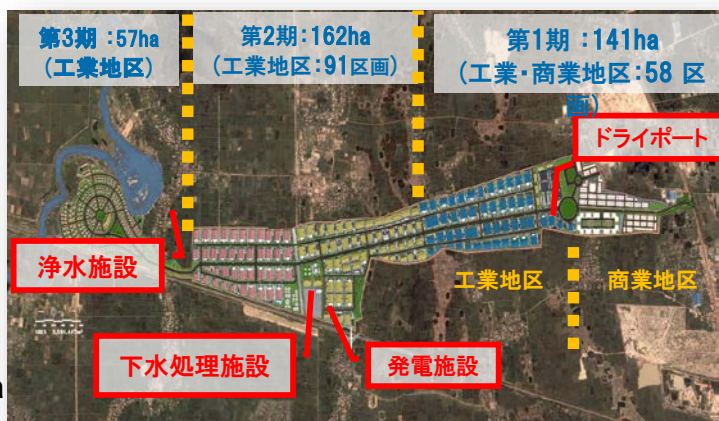 第3期:57ha
(工業地区)
第2期:162ha
(工業地区:91区画)
第1期:141ha
(工業・商業地区:58 区
画)
ドライポート
浄水施設
工業地区
商業地区
下水処理施設
発電施設
a